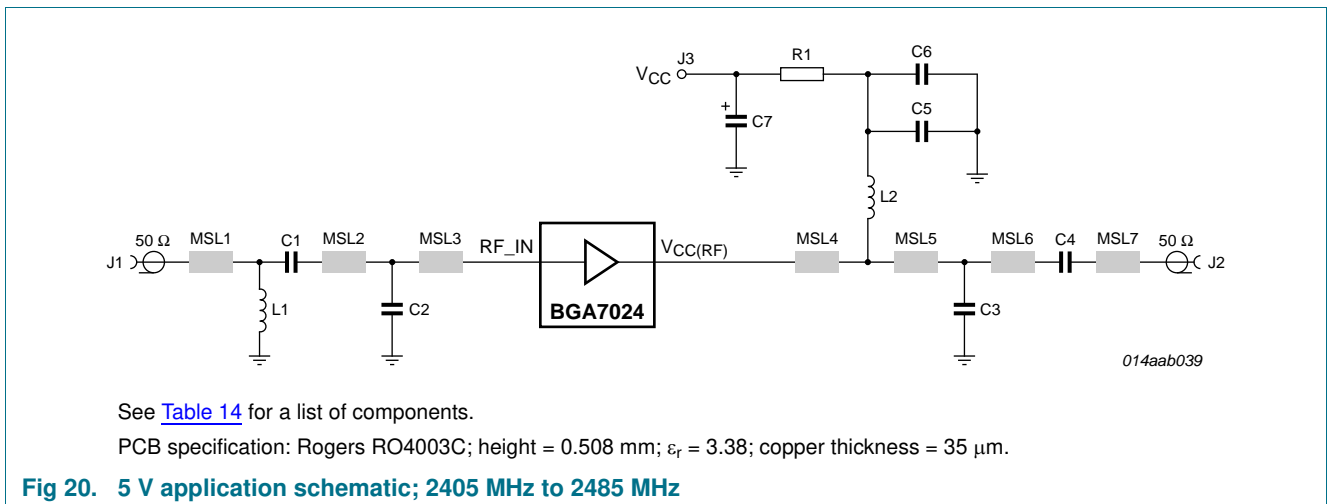 J3
R1
C6
VCC
C5
+
C7
L2
50 Ω
MSL1
C1
MSL2
MSL3
RF_IN
VCC(RF)
MSL4
MSL5
MSL6
C4
MSL7
50 Ω
J1
J2
L1
C2
BGA7024
C3
014aab039
See Table 14 for a list of components.
PCB specification: Rogers RO4003C; height = 0.508 mm; εr = 3.38; copper thickness = 35 μm.
Fig 20. 5 V application schematic; 2405 MHz to 2485 MHz